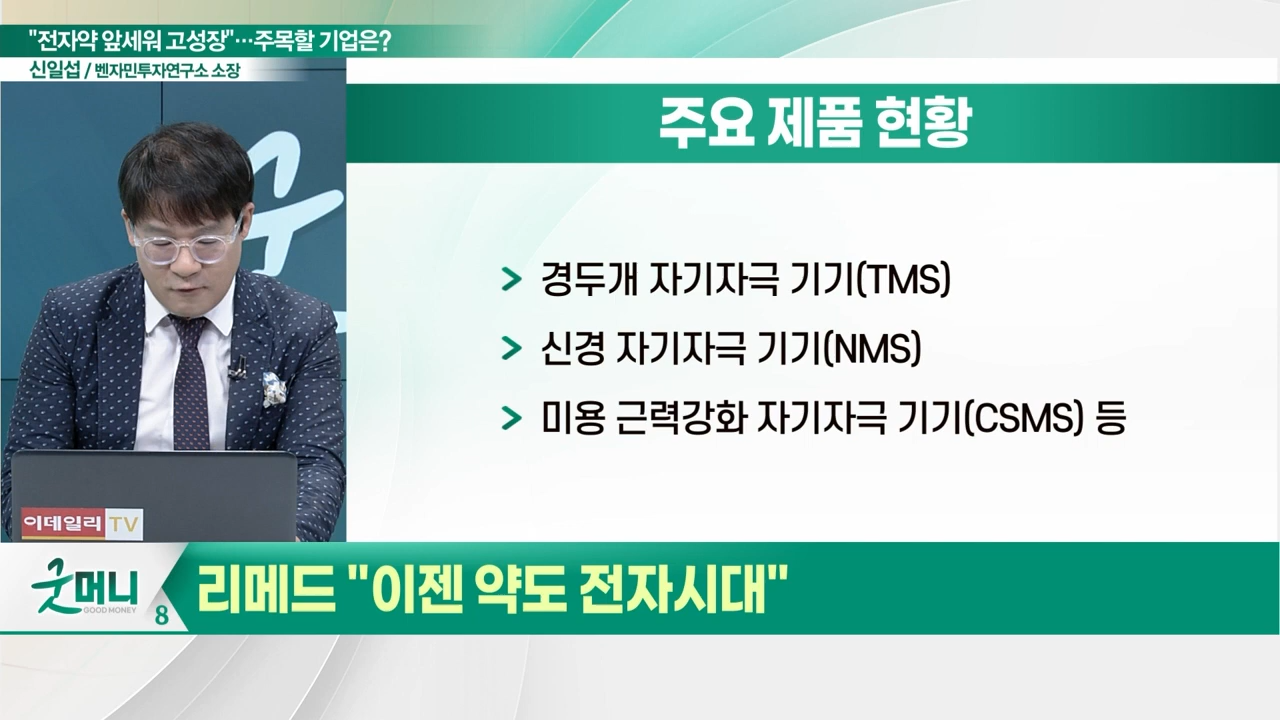 "전자약 앞세워 고성장"…주목할 기업은?
신일섭 / 벤자민투자연구소 소장
주요 제품 현황
> 경두개 자기자극 기기(TMS)
> 신경 자기자극 기기(NMS)
> 미용 근력강화 자기자극 기기(CSMS) 등
이데일리 TV
굿머니
GOOD MONEY
8
리메드 "이젠 약도 전자시대"